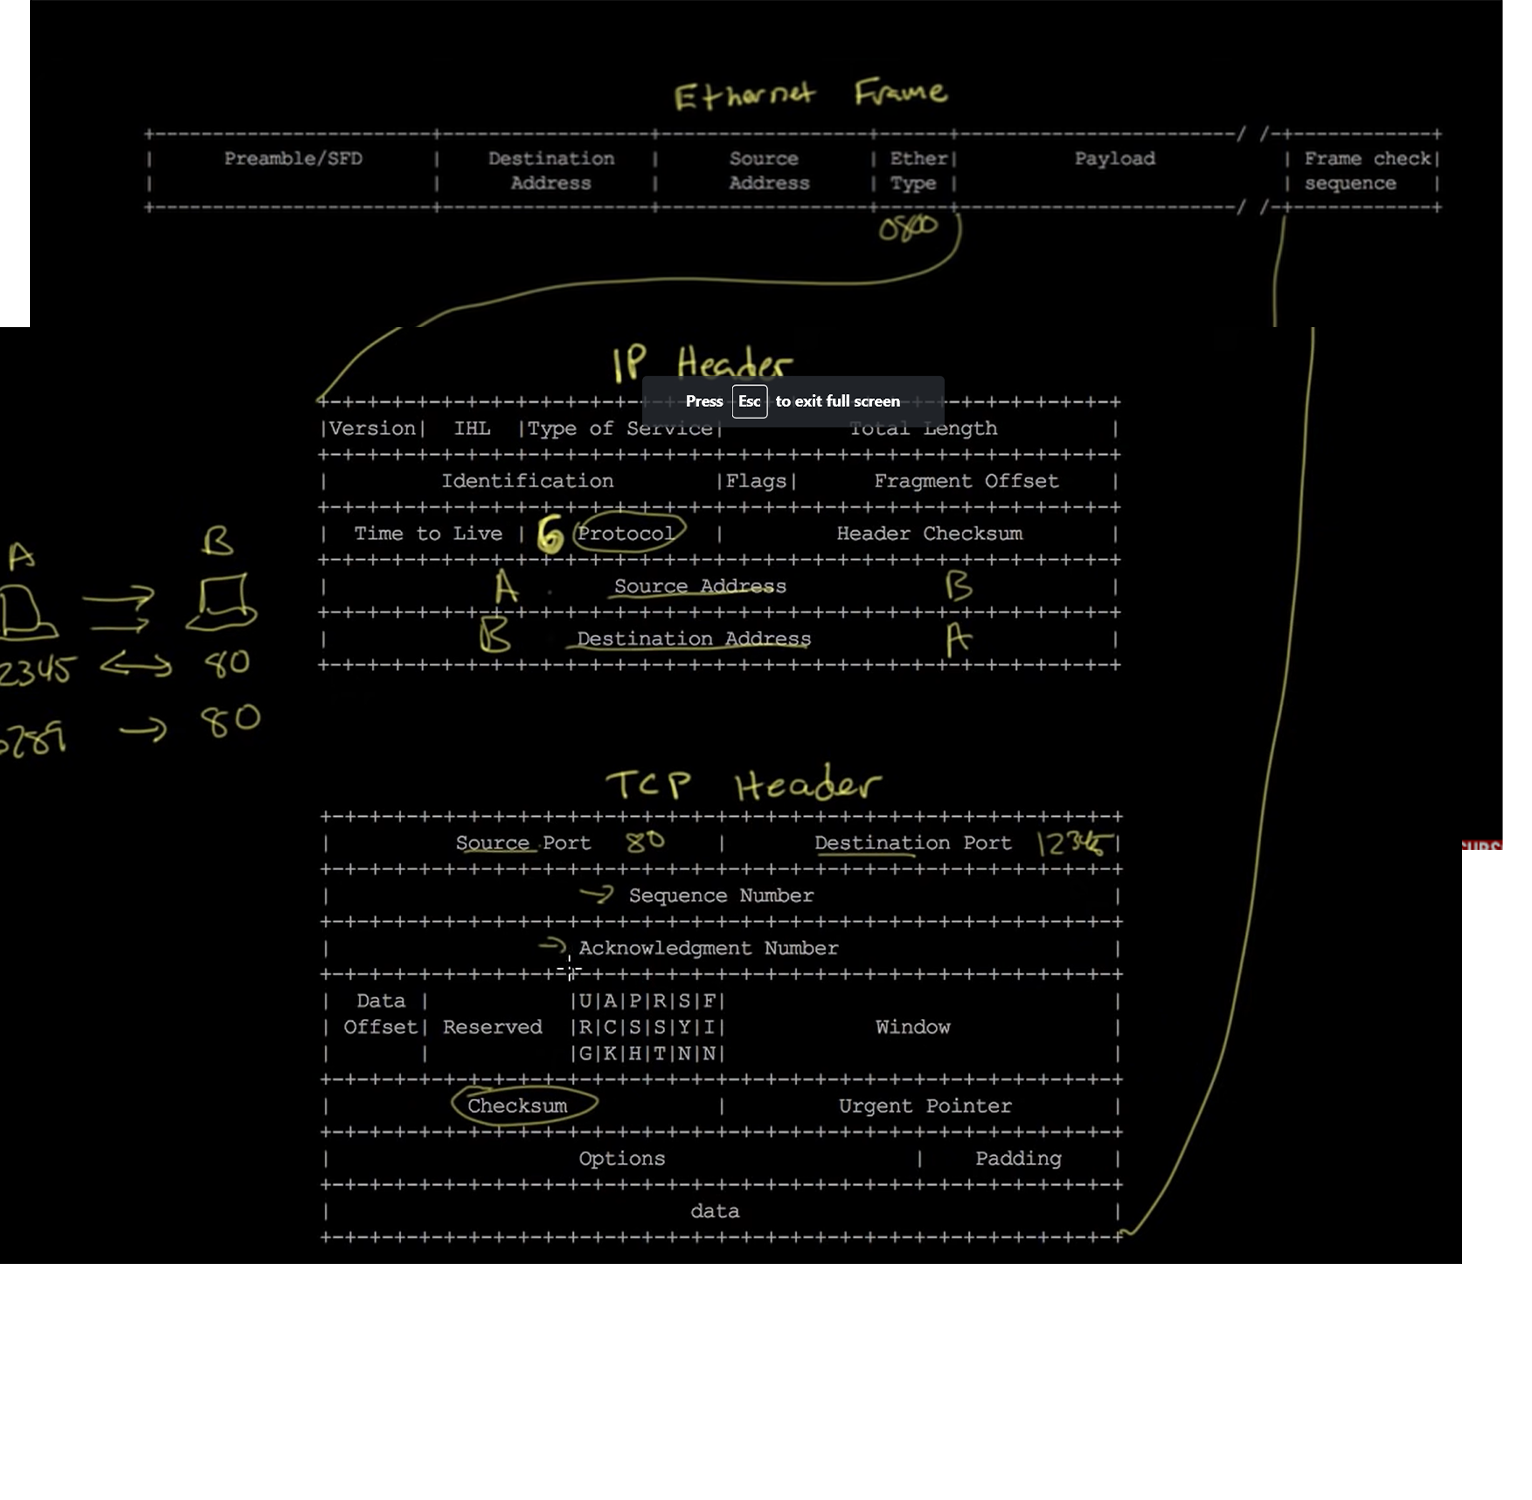 Ethernet Frame
Preamble/SFD | Destination Address | Source Address | Ether Type | Payload | Frame check sequence
0800
IP Header
Press Esc to exit full screen
|Version| IHL |Type of Service| Total Length |
| Identification |Flags| Fragment Offset |
| Time to Live | 6 Protocol | Header Checksum |
A B
| A Source Address B |
| B Destination Address A |
2345 ↔ 80
→ 80
TCP Header
| Source Port 80 | Destination Port 12345 |
→ Sequence Number
→ Acknowledgment Number
| Data | |U|A|P|R|S|F| |
| Offset| Reserved |R|C|S|S|Y|I| Window |
| | |G|K|H|T|N|N| |
| Checksum | Urgent Pointer |
| Options | Padding |
| data |